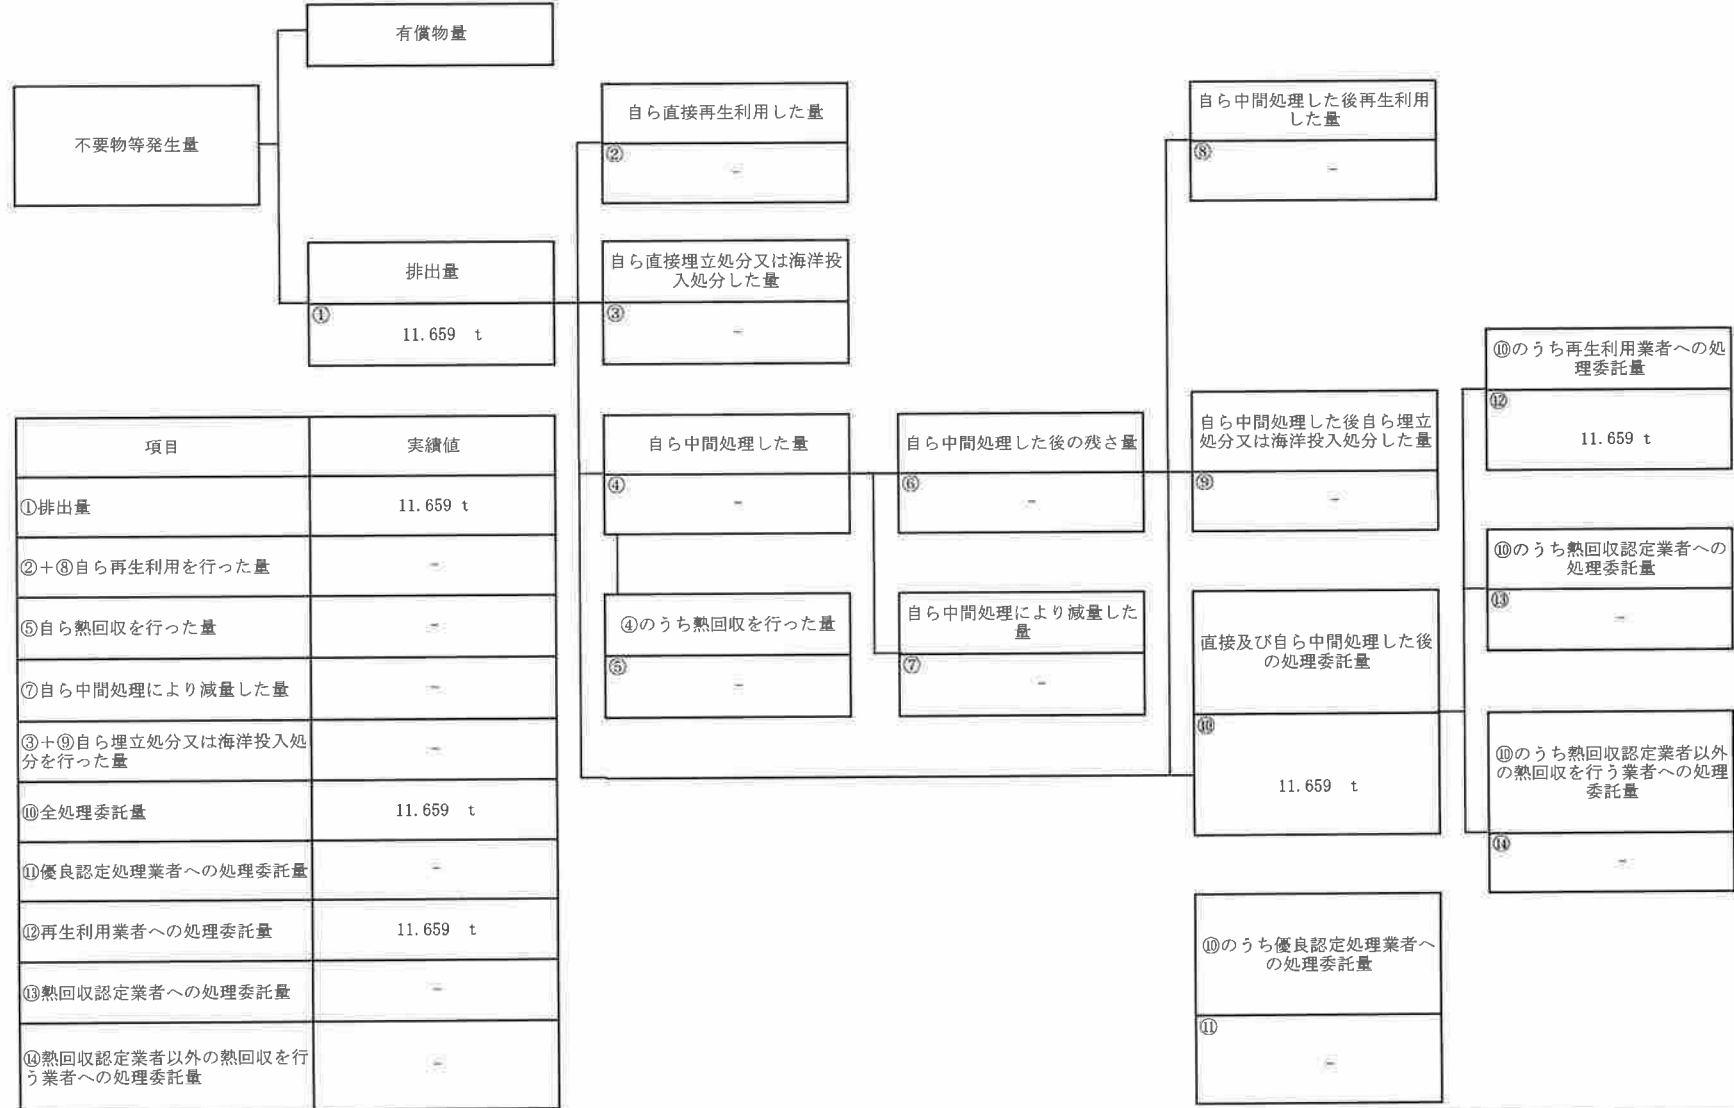 有償物量
不要物等発生量
自ら直接再生利用した量
②
-
自ら中間処理した後再生利用
した量
⑧
-
排出量
①
11.659 t
自ら直接埋立処分又は海洋投
入処分した量
③
-
項目
実績値
①排出量
11.659 t
②+⑧自ら再生利用を行った量
-
⑤自ら熱回収を行った量
-
⑦自ら中間処理により減量した量
-
③+⑨自ら埋立処分又は海洋投入処
分を行った量
-
⑩全処理委託量
11.659 t
⑪優良認定処理業者への処理委託量
-
⑫再生利用業者への処理委託量
11.659 t
⑬熱回収認定業者への処理委託量
-
⑭熱回収認定業者以外の熱回収を行
う業者への処理委託量
-
自ら中間処理した量
④
-
④のうち熱回収を行った量
⑤
-
自ら中間処理した後の残さ量
⑥
-
自ら中間処理により減量した
量
⑦
-
自ら中間処理した後自ら埋立
処分又は海洋投入処分した量
⑨
-
直接及び自ら中間処理した後
の処理委託量
⑩
11.659 t
⑩のうち優良認定処理業者へ
の処理委託量
⑪
-
⑩のうち再生利用業者への処
理委託量
⑫
11.659 t
⑩のうち熱回収認定業者への
処理委託量
⑬
-
⑩のうち熱回収認定業者以外
の熱回収を行う業者への処理
委託量
⑭
-